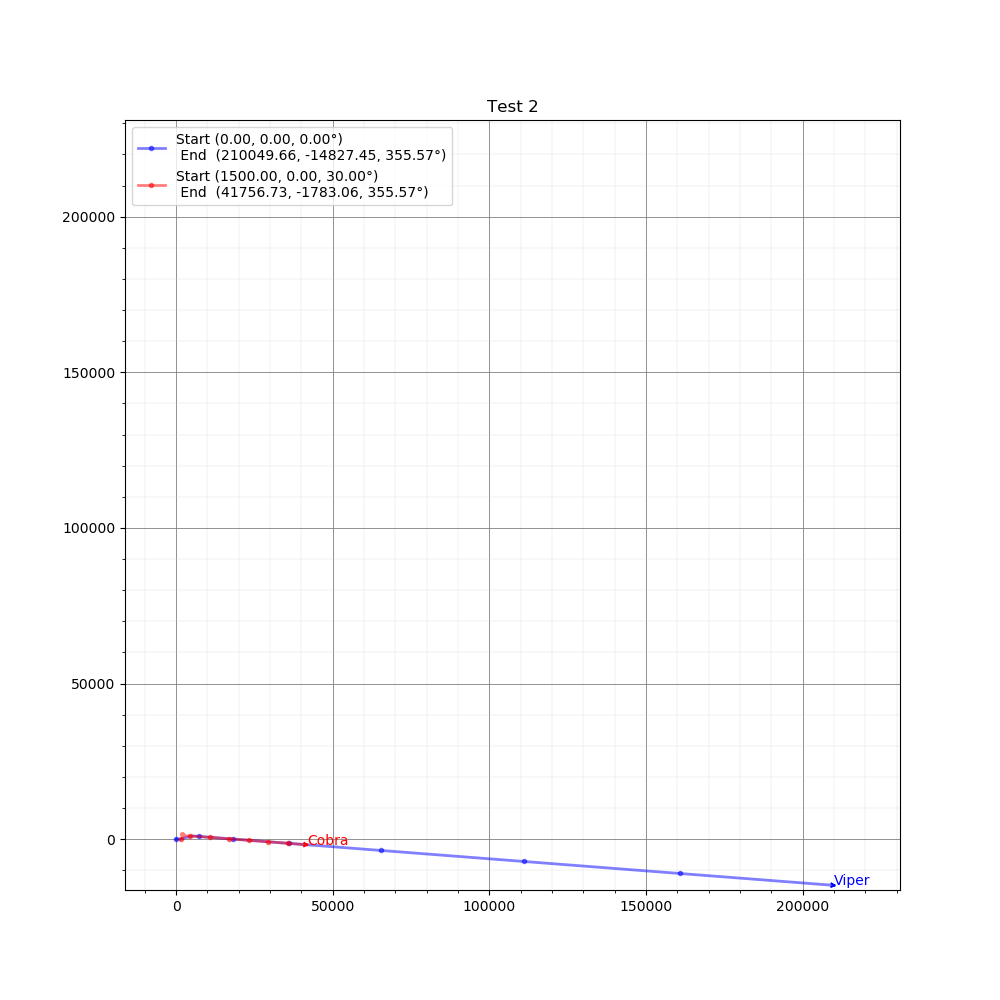 Test 2
Start (0.00, 0.00, 0.00°)
End  (210049.66, -14827.45, 355.57°)
Start (1500.00, 0.00, 30.00°)
End  (41756.73, -1783.06, 355.57°)
200000
150000
100000
50000
0
Cobra
Viper
0
50000
100000
150000
200000